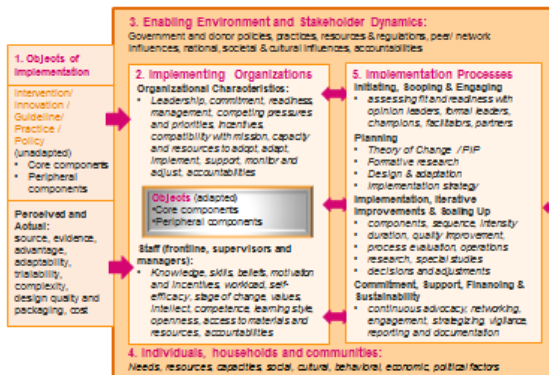 3. Enabling Environment and Stakeholder Dynamics:
Government and donor policies, practices, resources & regulations, peer/ network
influences, national, societal & cultural influences, accountabilities
1. Objects of
Implementation
Intervention/
Innovation /
Guideline/
Practice /
Policy
(unadapted)
• Core components
• Peripheral
components
Perceived and
Actual:
source, evidence,
advantage,
adaptability,
trialability,
complexity,
design quality and
packaging, cost
2. Implementing Organizations
Organizational Characteristics:
• Leadership, commitment, readiness,
management, competing pressures
and priorities, incentives,
compatibility with mission, capacity
and resources to adopt, adapt,
implement, support, monitor and
adjust, accountabilities
Objects (adapted)
•Core components
•Peripheral components
Staff (frontline, supervisors and
managers):
• Knowledge, skills, beliefs, motivation
and incentives, workload, self-
efficacy, stage of change, values,
intellect, competence, learning style,
openness, access to materials and
resources, accountabilities
5. Implementation Processes
Initiating, Scoping & Engaging
• assessing fit and readiness with
opinion leaders, formal leaders,
champions, facilitators, partners
Planning
• Theory of Change / PIP
• Formative research
• Design & adaptation
• Implementation strategy
Implementation, Iterative
Improvements & Scaling Up
• components, sequence, intensity
• duration, quality improvement,
• process evaluation, operations
• research, special studies
• decisions and adjustments
Commitment, Support, Financing &
Sustainability
• continuous advocacy, networking,
engagement, strategizing, vigilance,
reporting and documentation
4. Individuals, households and communities:
Needs, resources, capacities, social, cultural, behavioral, economic, political factors